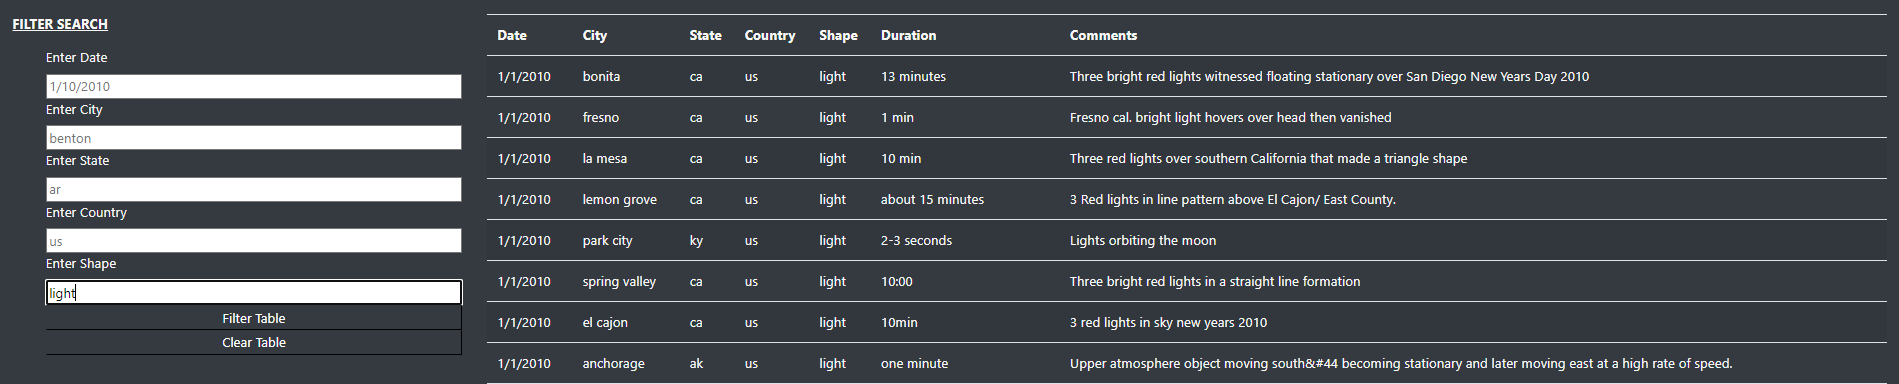 FILTER SEARCH
Enter Date
1/10/2010
Enter City
benton
Enter State
ar
Enter Country
us
Enter Shape
light
Filter Table
Clear Table
Date City State Country Shape Duration Comments
1/1/2010 bonita ca us light 13 minutes Three bright red lights witnessed floating stationary over San Diego New Years Day 2010
1/1/2010 fresno ca us light 1 min Fresno cal. bright light hovers over head then vanished
1/1/2010 la mesa ca us light 10 min Three red lights over southern California that made a triangle shape
1/1/2010 lemon grove ca us light about 15 minutes 3 Red lights in line pattern above El Cajon/ East County.
1/1/2010 park city ky us light 2-3 seconds Lights orbiting the moon
1/1/2010 spring valley ca us light 10:00 Three bright red lights in a straight line formation
1/1/2010 el cajon ca us light 10min 3 red lights in sky new years 2010
1/1/2010 anchorage ak us light one minute Upper atmosphere object moving south&#44 becoming stationary and later moving east at a high rate of speed.